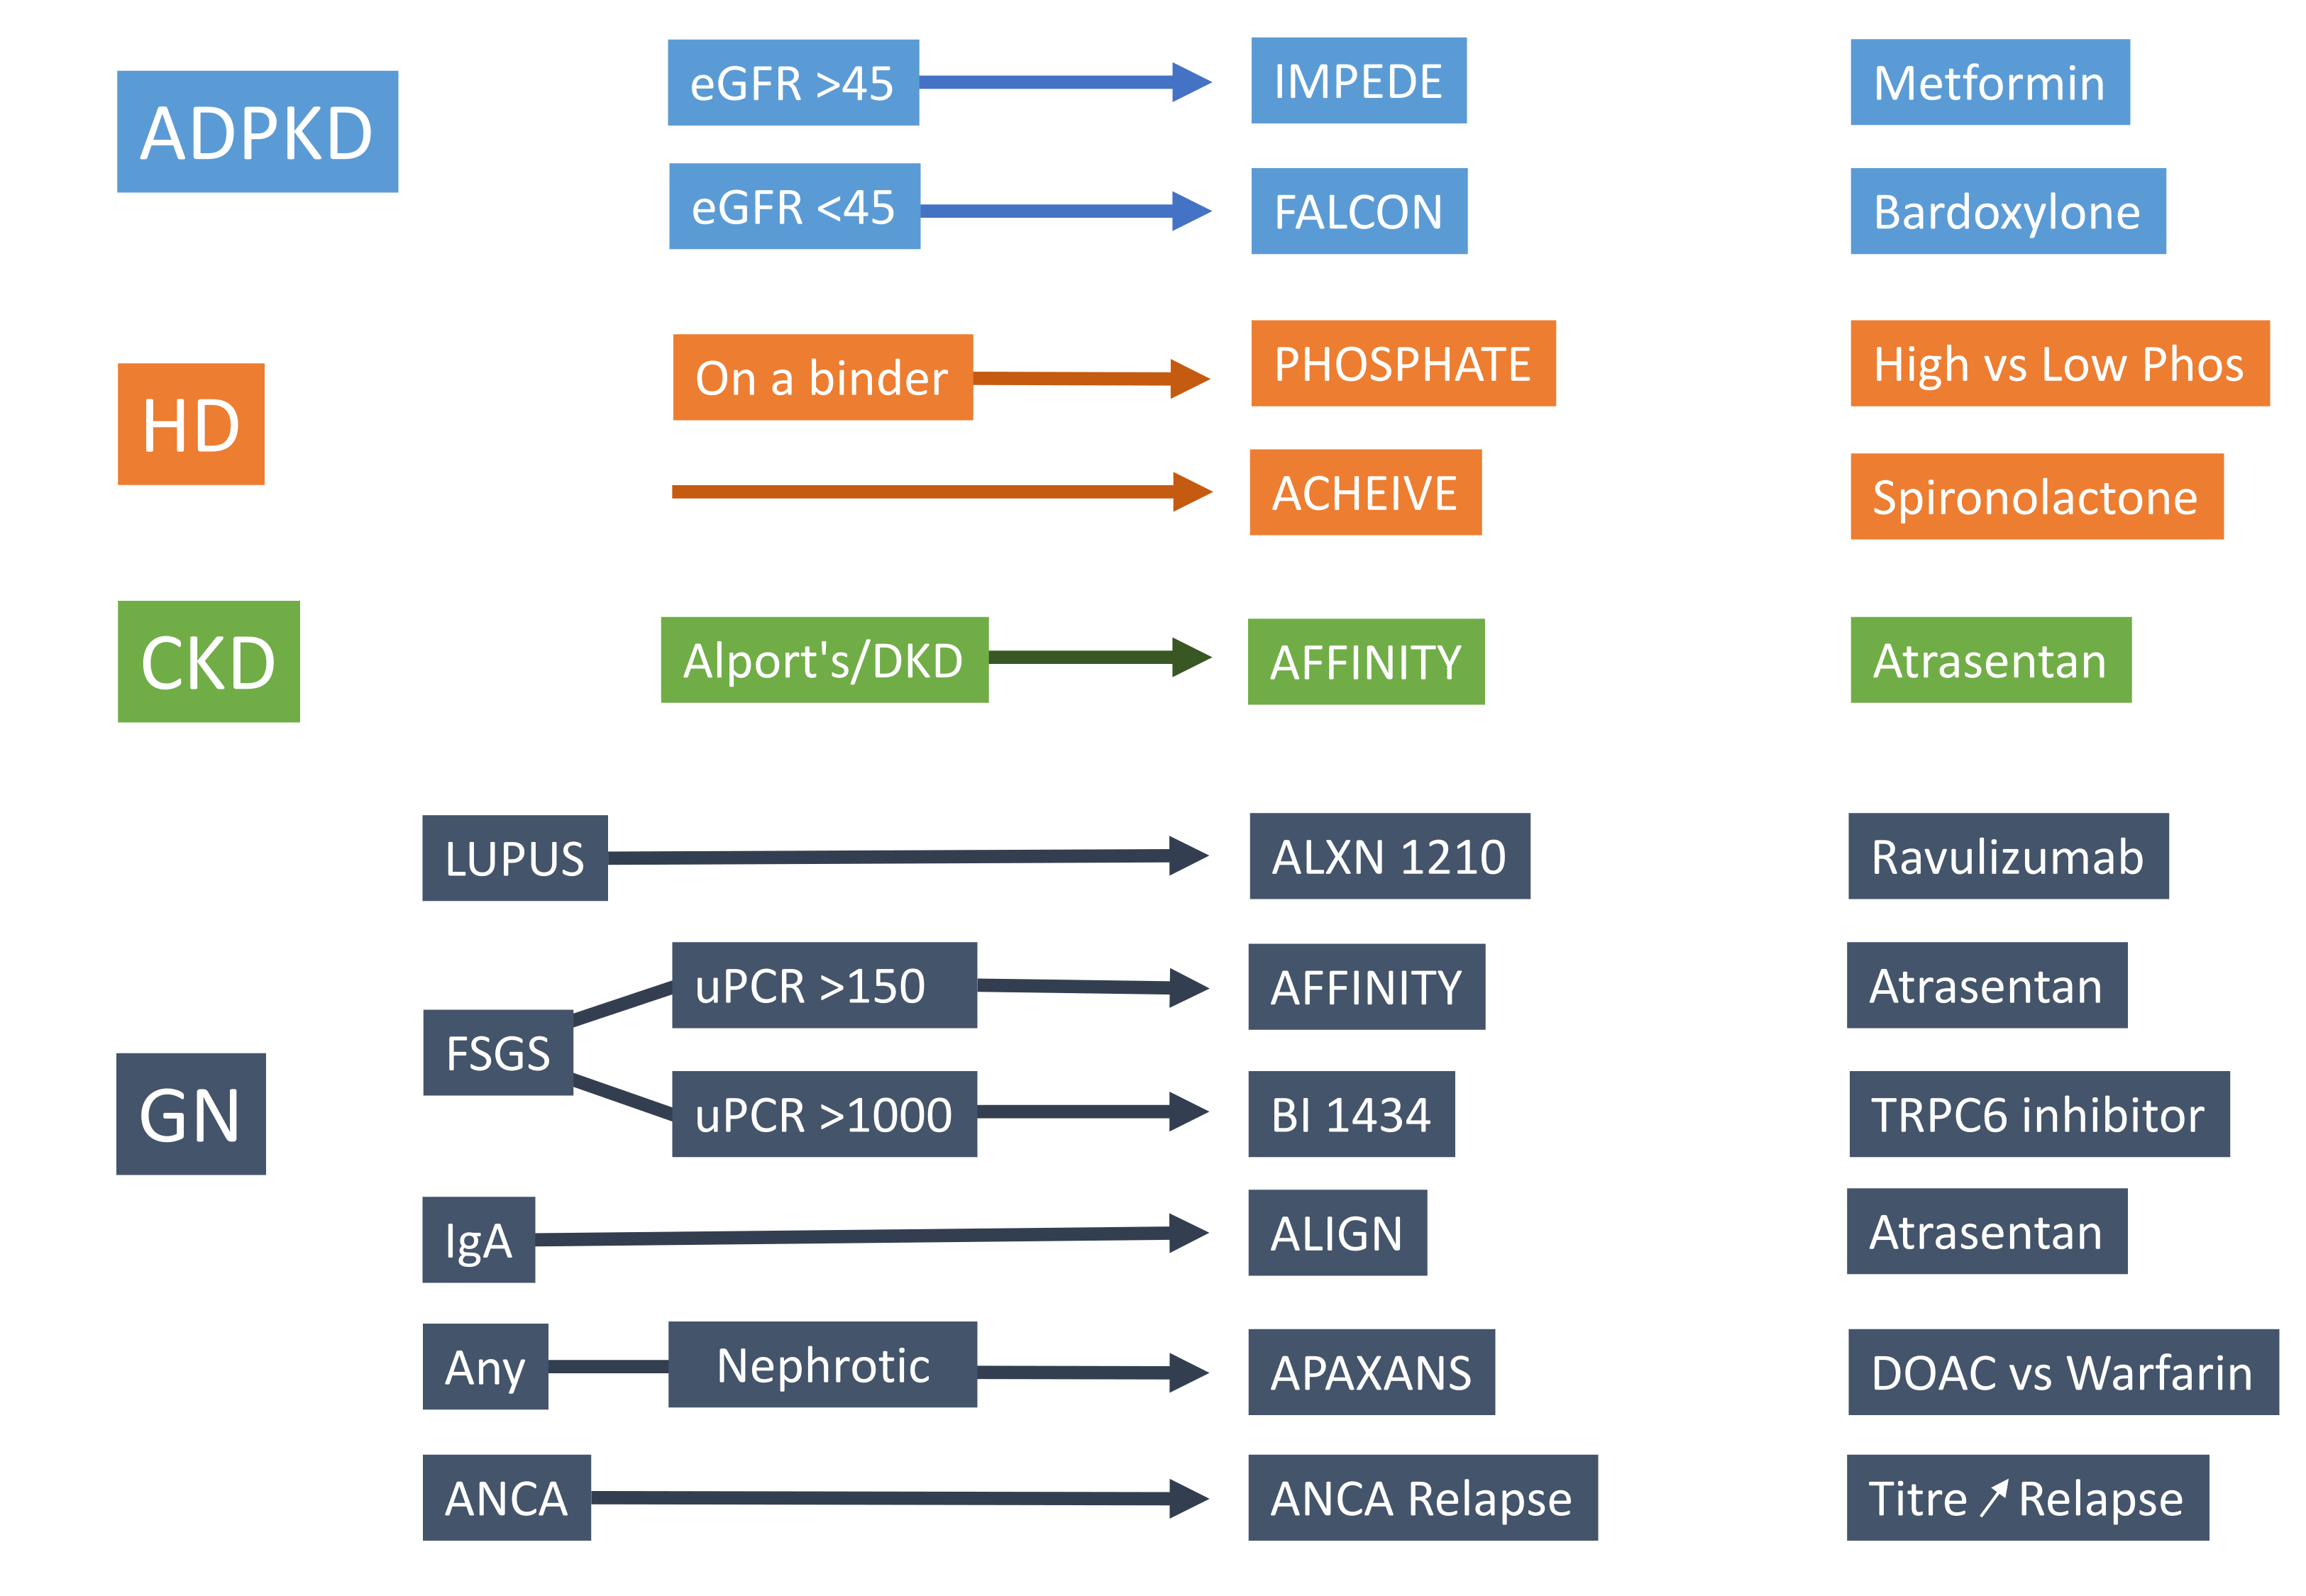 ADPKD
eGFR >45
IMPEDE
Metformin
eGFR <45
FALCON
Bardoxylone
HD
On a binder
PHOSPHATE
High vs Low Phos
ACHEIVE
Spironolactone
CKD
Alport's/DKD
AFFINITY
Atrasentan
GN
LUPUS
ALXN 1210
Ravulizumab
FSGS
uPCR >150
AFFINITY
Atrasentan
uPCR >1000
BI 1434
TRPC6 inhibitor
IgA
ALIGN
Atrasentan
Any
Nephrotic
APAXANS
DOAC vs Warfarin
ANCA
ANCA Relapse
Titre ↗ Relapse